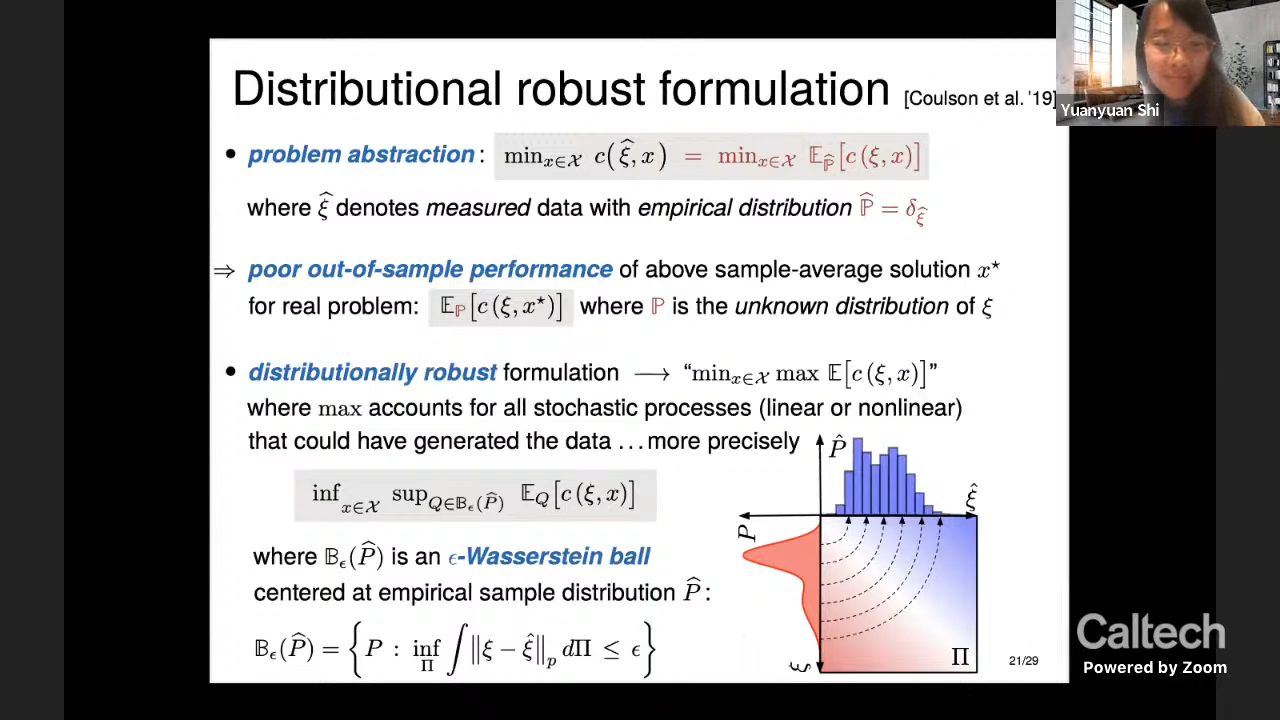 Distributional robust formulation [Coulson et al. '19]
Yuanyuan Shi
• problem abstraction : min_{x∈𝒳} c(ξ̂, x) = min_{x∈𝒳} 𝔼_{ℙ̂}[c(ξ, x)]
where ξ̂ denotes measured data with empirical distribution ℙ̂ = δ_{ξ̂}
⇒ poor out-of-sample performance of above sample-average solution x⋆
for real problem: 𝔼_ℙ[c(ξ, x⋆)] where ℙ is the unknown distribution of ξ
• distributionally robust formulation ⟶ “min_{x∈𝒳} max 𝔼[c(ξ, x)]”
where max accounts for all stochastic processes (linear or nonlinear)
that could have generated the data …more precisely
inf_{x∈𝒳} sup_{Q∈𝔹_ϵ(P̂)} 𝔼_Q[c(ξ, x)]
where 𝔹_ϵ(P̂) is an ϵ-Wasserstein ball
centered at empirical sample distribution P̂ :
𝔹_ϵ(P̂) = { P : inf_Π ∫ ‖ξ − ξ̂‖_p dΠ ≤ ϵ }
P̂
ξ̂
P
ξ
Π
21/29
Caltech
Powered by Zoom